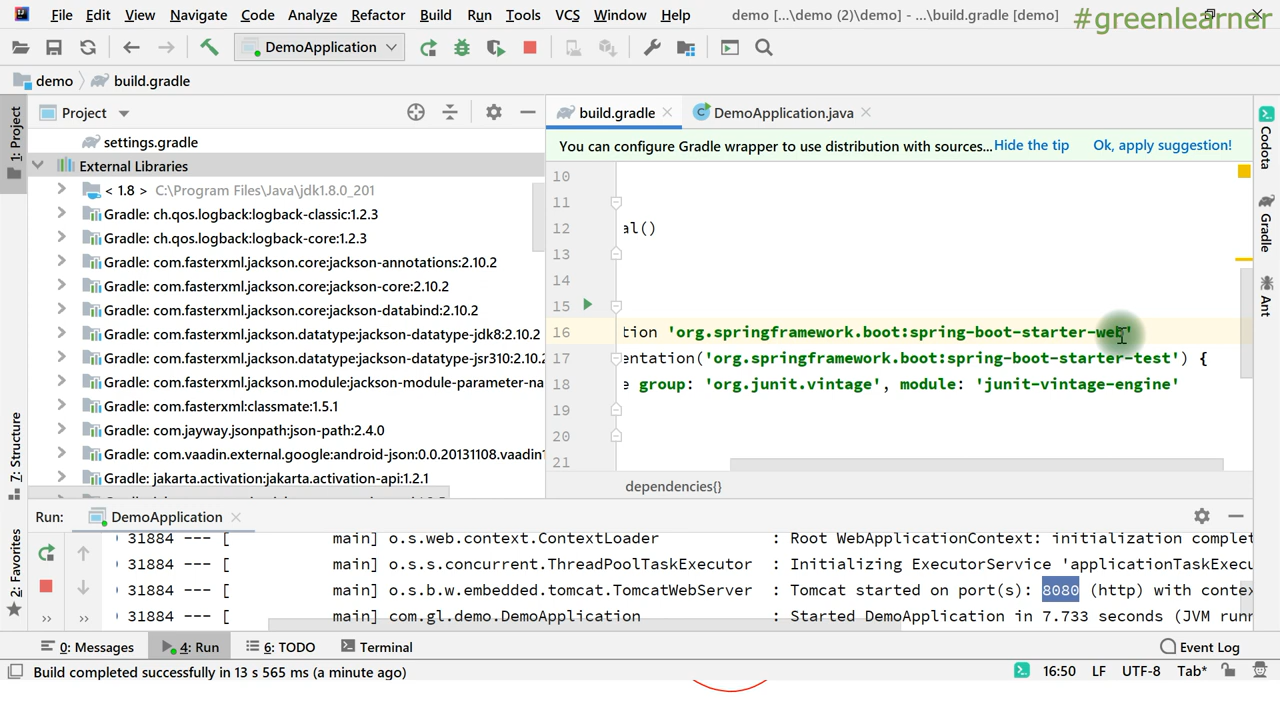 File Edit View Navigate Code Analyze Refactor Build Run Tools VCS Window Help demo [...\demo (2)\demo] - ...\build.gradle [demo]
#greenlearner
DemoApplication
demo build.gradle
1: Project
Project
build.gradle DemoApplication.java
settings.gradle
External Libraries
< 1.8 > C:\Program Files\Java\jdk1.8.0_201
Gradle: ch.qos.logback:logback-classic:1.2.3
Gradle: ch.qos.logback:logback-core:1.2.3
Gradle: com.fasterxml.jackson.core:jackson-annotations:2.10.2
Gradle: com.fasterxml.jackson.core:jackson-core:2.10.2
Gradle: com.fasterxml.jackson.core:jackson-databind:2.10.2
Gradle: com.fasterxml.jackson.datatype:jackson-datatype-jdk8:2.10.2
Gradle: com.fasterxml.jackson.datatype:jackson-datatype-jsr310:2.10.2
Gradle: com.fasterxml.jackson.module:jackson-module-parameter-na
Gradle: com.fasterxml:classmate:1.5.1
Gradle: com.jayway.jsonpath:json-path:2.4.0
Gradle: com.vaadin.external.google:android-json:0.0.20131108.vaadin1
Gradle: jakarta.activation:jakarta.activation-api:1.2.1
You can configure Gradle wrapper to use distribution with sources... Hide the tip Ok, apply suggestion!
10
11
12 al()
13
14
15
16 tion 'org.springframework.boot:spring-boot-starter-web'
17 entation('org.springframework.boot:spring-boot-starter-test') {
18 e group: 'org.junit.vintage', module: 'junit-vintage-engine'
19
20
21
dependencies{}
Codota
Gradle
Ant
7: Structure
2: Favorites
Run: DemoApplication
31884 --- [ main] o.s.web.context.ContextLoader : Root WebApplicationContext: initialization complet
31884 --- [ main] o.s.s.concurrent.ThreadPoolTaskExecutor : Initializing ExecutorService 'applicationTaskExecu
31884 --- [ main] o.s.b.w.embedded.tomcat.TomcatWebServer : Tomcat started on port(s): 8080 (http) with conte
31884 --- [ main] com.gl.demo.DemoApplication : Started DemoApplication in 7.733 seconds (JVM runn
0: Messages 4: Run 6: TODO Terminal Event Log
Build completed successfully in 13 s 565 ms (a minute ago) 16:50 LF UTF-8 Tab*